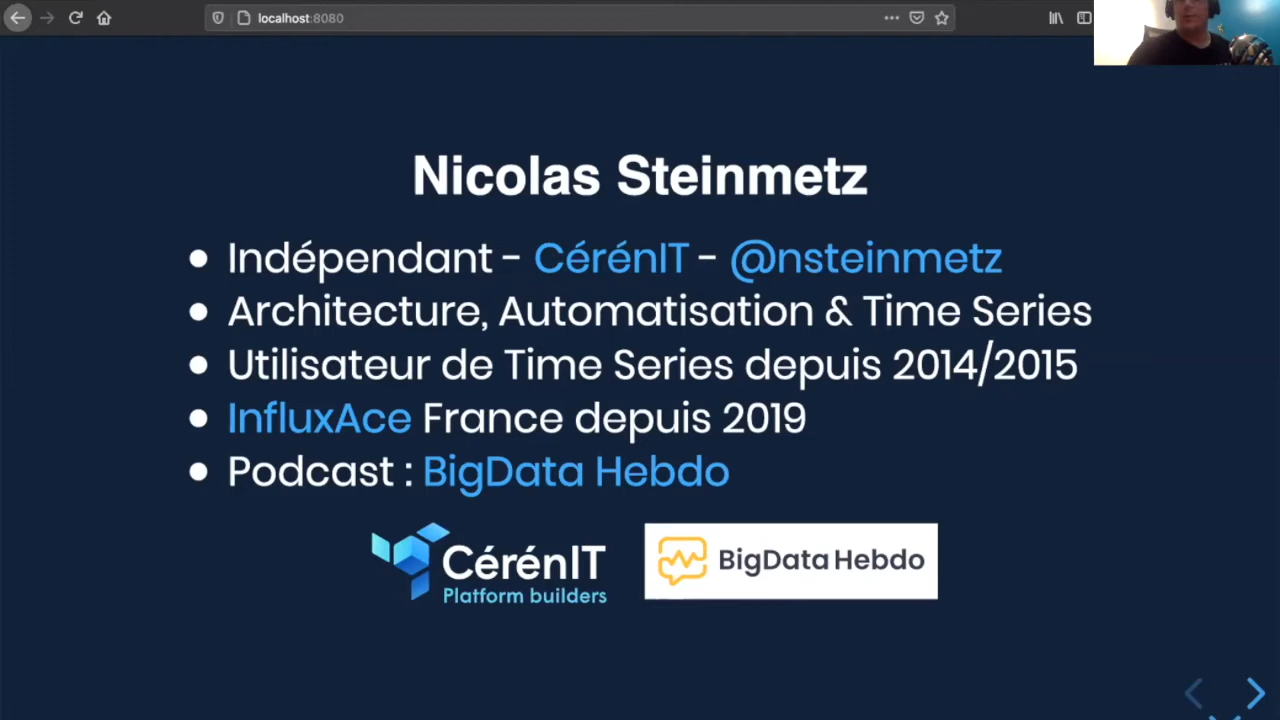 localhost:8080
Nicolas Steinmetz
Indépendant - CérénIT - @nsteinmetz
Architecture, Automatisation & Time Series
Utilisateur de Time Series depuis 2014/2015
InfluxAce France depuis 2019
Podcast : BigData Hebdo
CérénIT
Platform builders
BigData Hebdo